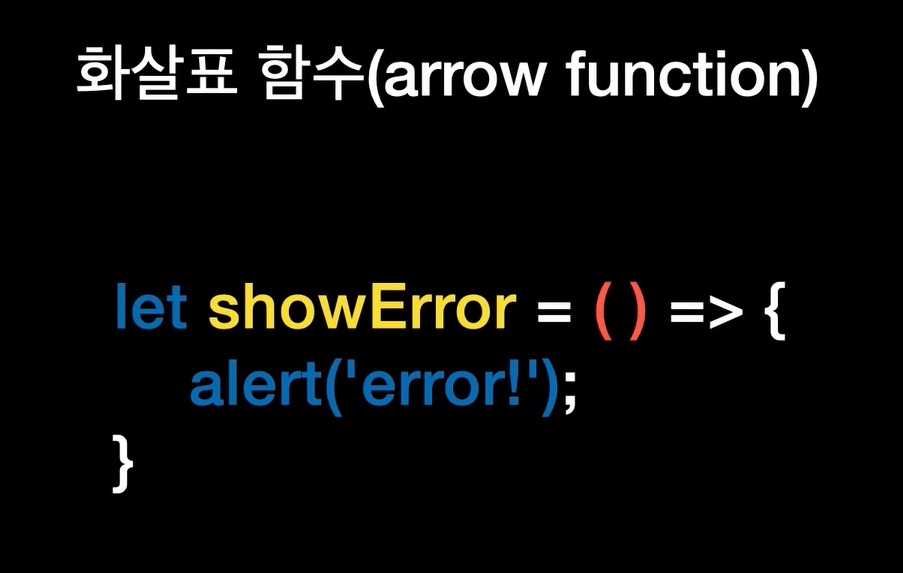 화살표 함수(arrow function)
let showError = ( ) => {
alert('error!');
}